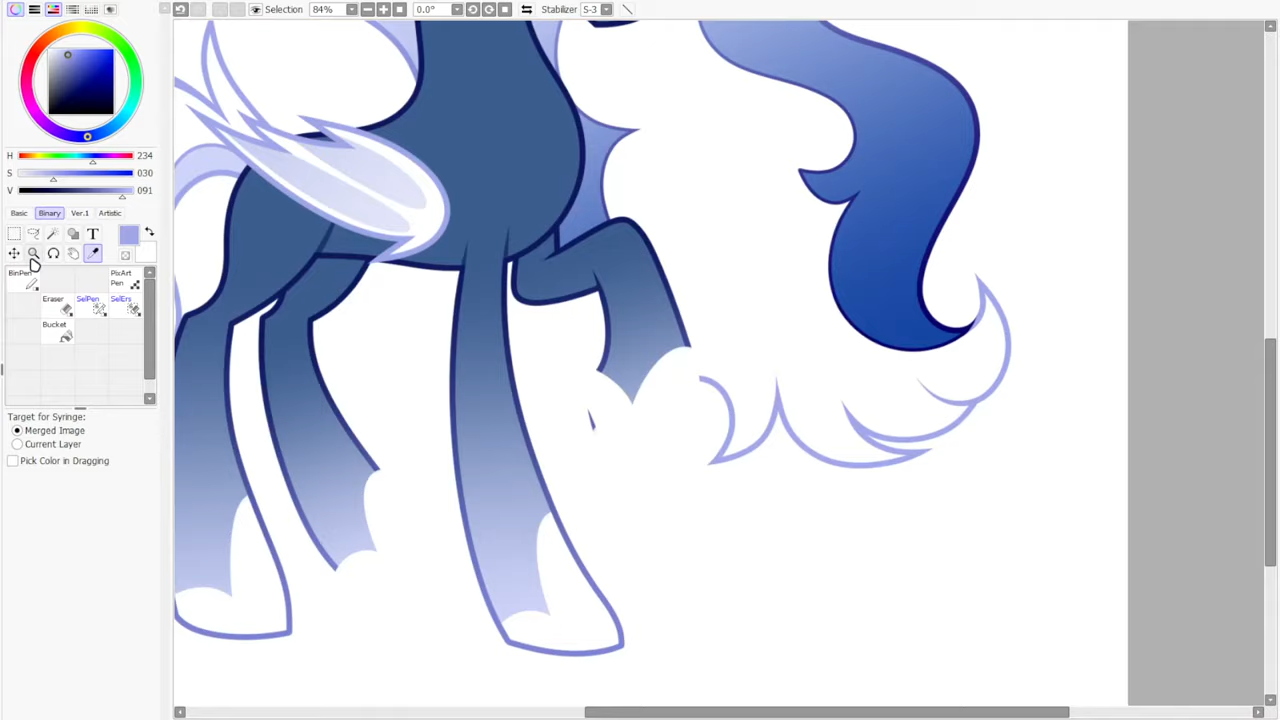 Selection 84% 0.0° Stabilizer S-3
H 234
S 030
V 091
Basic Binary Ver.1 Artistic
T
BinPen PixArt Pen
Eraser SelPen SelErs
Bucket
Target for Syringe:
Merged Image
Current Layer
Pick Color in Dragging